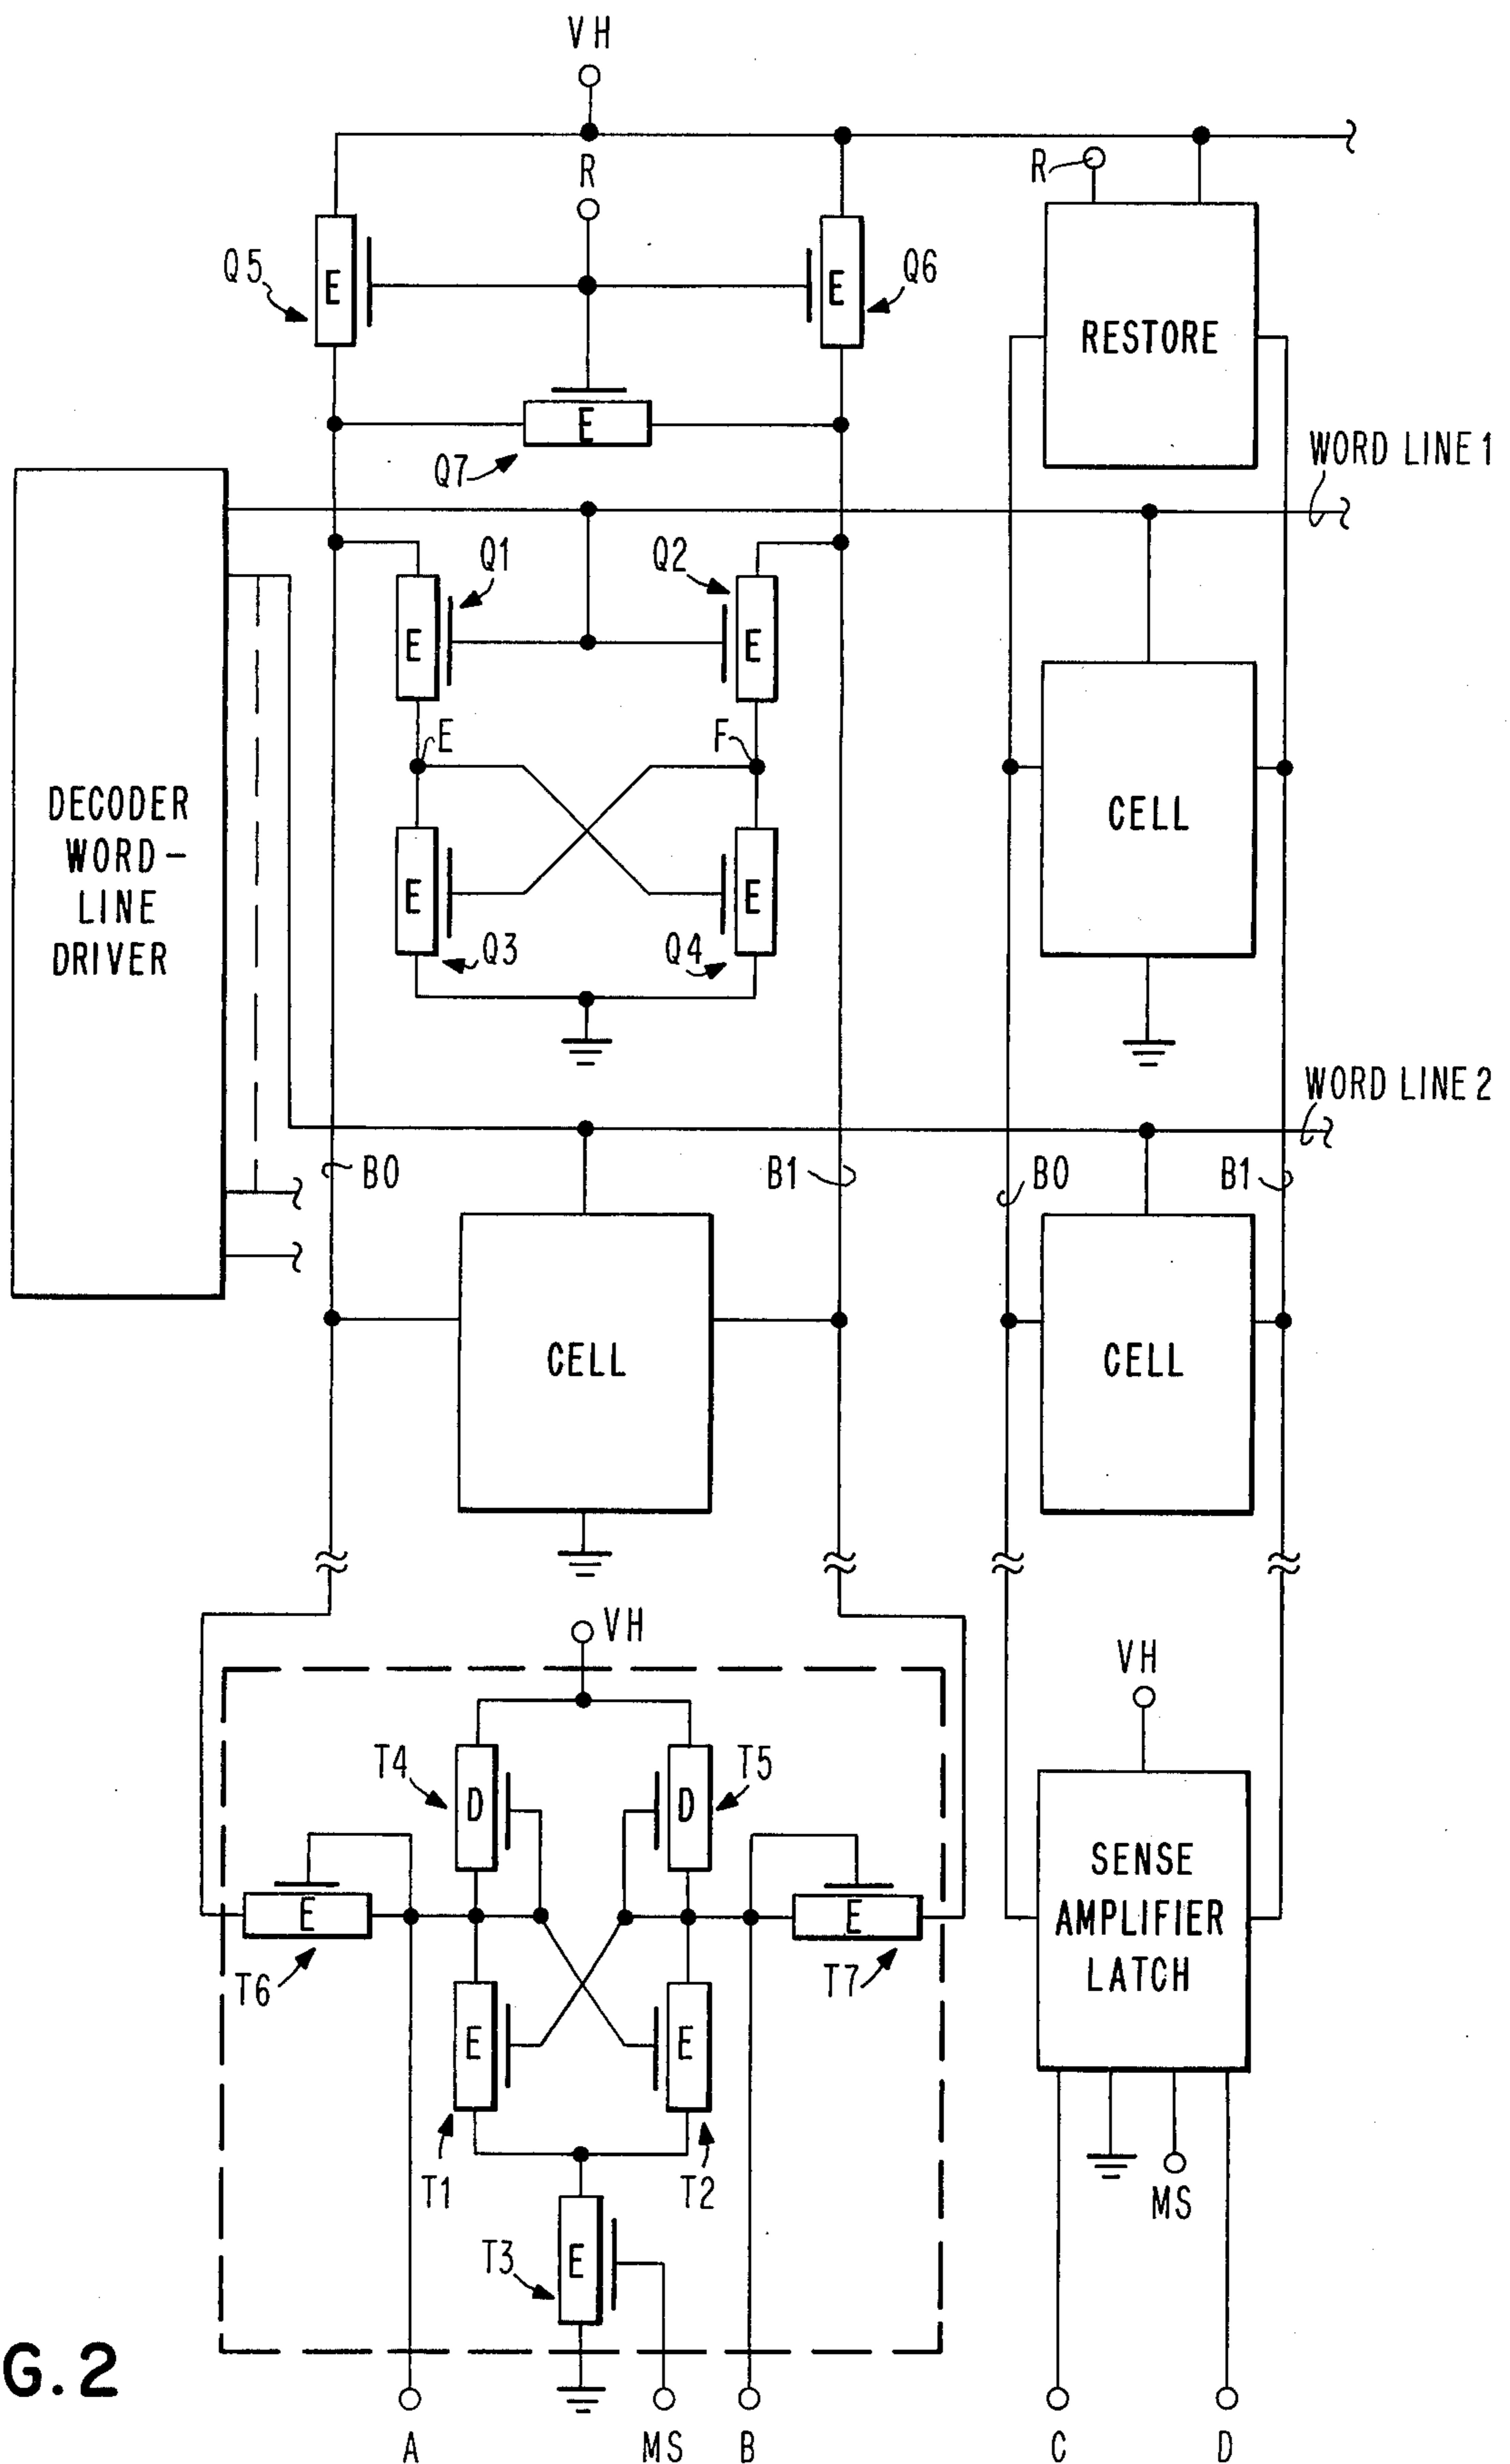 VH
R
R
Q5
E
E
Q6
RESTORE
E
Q7
WORD LINE 1
Q1
Q2
E
E
E
F
DECODER
WORD-
LINE
DRIVER
CELL
E
E
Q3
Q4
WORD LINE 2
B0
B1
B0
B1
CELL
CELL
VH
VH
T4
D
D
T5
SENSE
AMPLIFIER
LATCH
E
E
T6
T7
E
E
T1
T2
MS
T3
E
G.2
A
MS
B
C
D